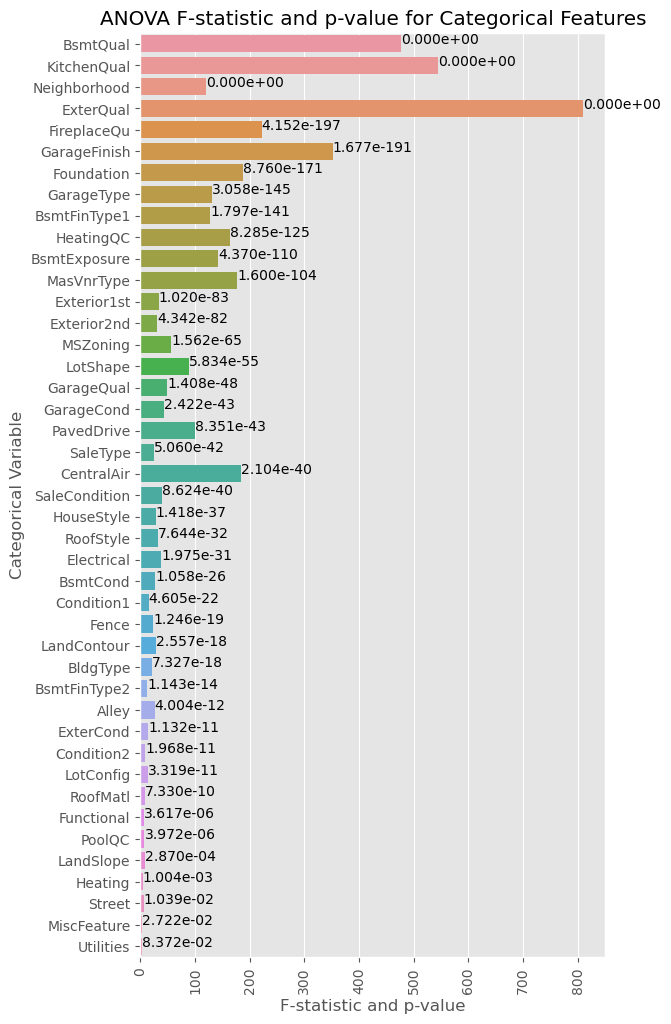 ANOVA F-statistic and p-value for Categorical Features
BsmtQual 0.000e+00
KitchenQual 0.000e+00
Neighborhood 0.000e+00
ExterQual 0.000e+00
FireplaceQu 4.152e-197
GarageFinish 1.677e-191
Foundation 8.760e-171
GarageType 3.058e-145
BsmtFinType1 1.797e-141
HeatingQC 8.285e-125
BsmtExposure 4.370e-110
MasVnrType 1.600e-104
Exterior1st 1.020e-83
Exterior2nd 4.342e-82
MSZoning 1.562e-65
LotShape 5.834e-55
GarageQual 1.408e-48
GarageCond 2.422e-43
PavedDrive 8.351e-43
SaleType 5.060e-42
CentralAir 2.104e-40
SaleCondition 8.624e-40
HouseStyle 1.418e-37
RoofStyle 7.644e-32
Electrical 1.975e-31
BsmtCond 1.058e-26
Condition1 4.605e-22
Fence 1.246e-19
LandContour 2.557e-18
BldgType 7.327e-18
BsmtFinType2 1.143e-14
Alley 4.004e-12
ExterCond 1.132e-11
Condition2 1.968e-11
LotConfig 3.319e-11
RoofMatl 7.330e-10
Functional 3.617e-06
PoolQC 3.972e-06
LandSlope 2.870e-04
Heating 1.004e-03
Street 1.039e-02
MiscFeature 2.722e-02
Utilities 8.372e-02
Categorical Variable
0 100 200 300 400 500 600 700 800
F-statistic and p-value